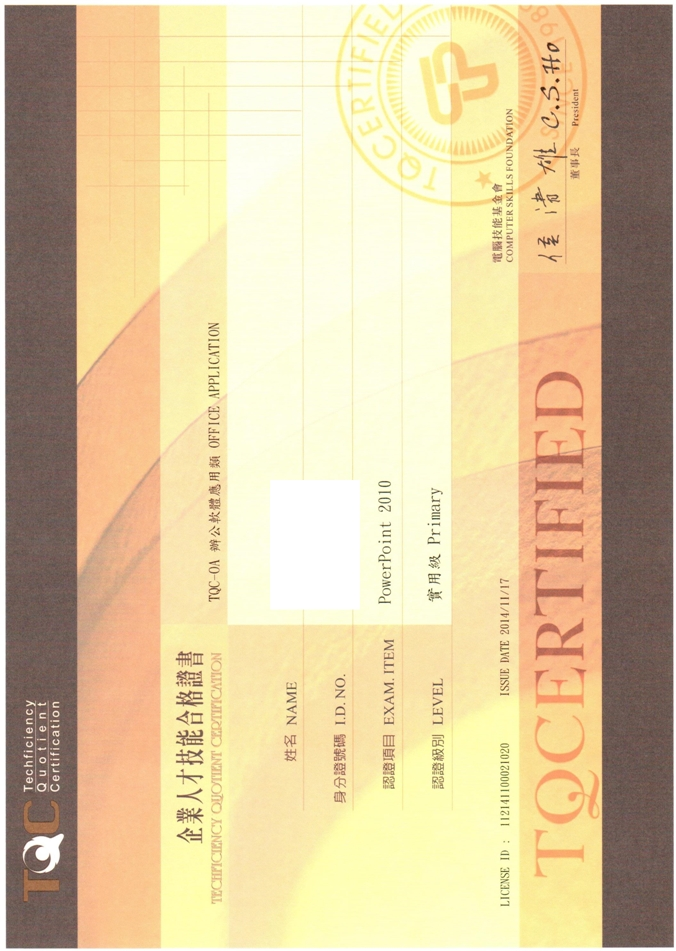 TQC Techficiency
Quotient
Certification
企業人才技能合格證書
TECHFICIENCY QUOTIENT CERTIFICATION
TQC-OA 辦公軟體應用類 OFFICE APPLICATION
姓名 NAME
身分證號碼 I.D. NO.
認證項目 EXAM. ITEM PowerPoint 2010
認證級別 LEVEL 實用級 Primary
TQCERTIFIED
電腦技能基金會
COMPUTER SKILLS FOUNDATION
LICENSE ID : 112141100021020 ISSUE DATE 2014/11/17
C.S.Ho
董事長 President
TQCERTIFIED